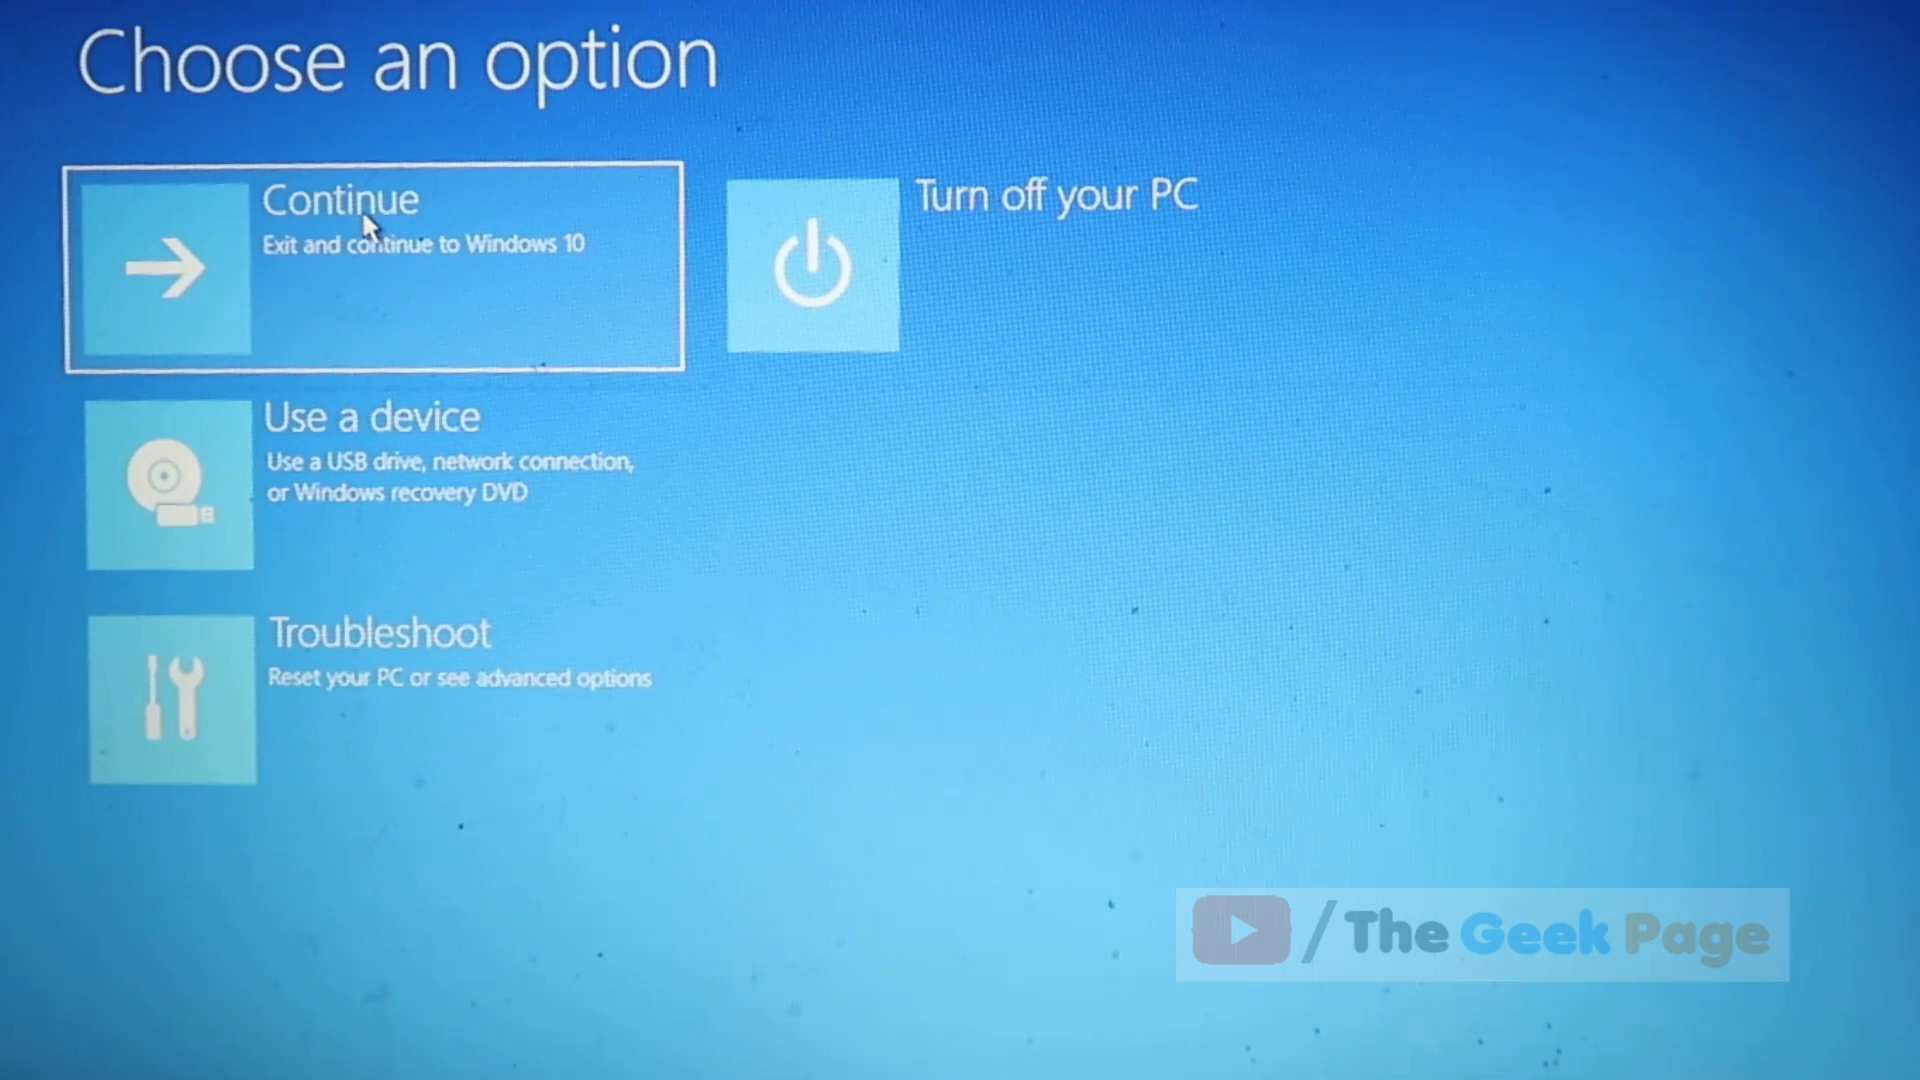 Choose an option
Continue
Exit and continue to Windows 10
Turn off your PC
Use a device
Use a USB drive, network connection,
or Windows recovery DVD
Troubleshoot
Reset your PC or see advanced options
/The Geek Page